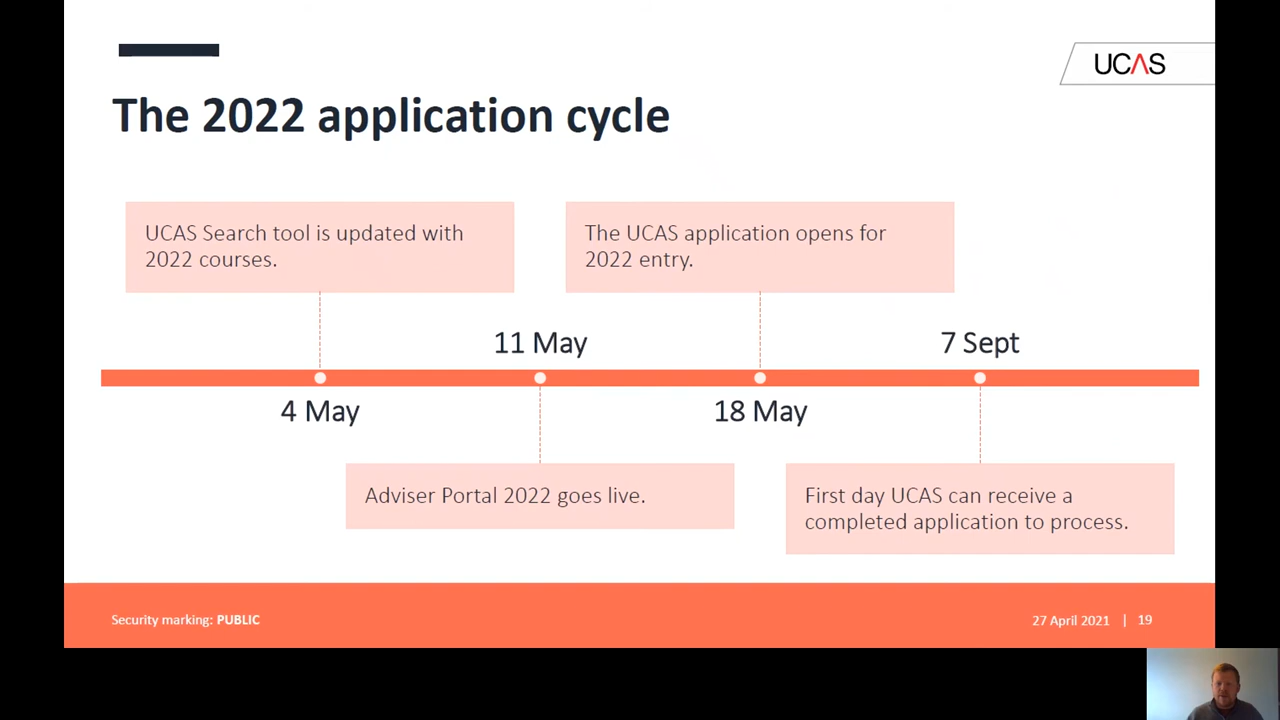 UCAS
The 2022 application cycle
UCAS Search tool is updated with
2022 courses.
The UCAS application opens for
2022 entry.
11 May
7 Sept
4 May
18 May
Adviser Portal 2022 goes live.
First day UCAS can receive a
completed application to process.
Security marking: PUBLIC
27 April 2021 | 19